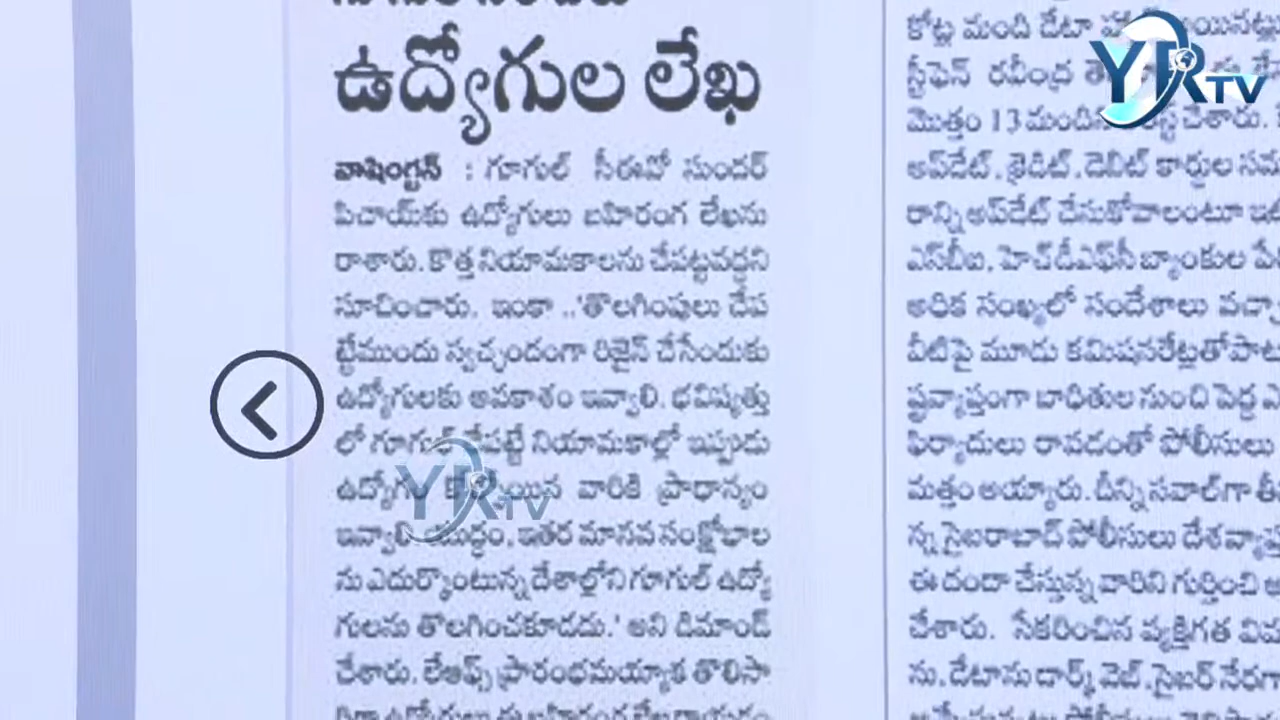 ఉద్యోగుల లేఖ
వాషింగ్టన్ : గూగుల్ సీఈవో సుందర్
పిచాయ్‌కు ఉద్యోగులు బహిరంగ లేఖను
రాశారు. కొత్త నియామకాలను చేపట్టవద్దని
సూచించారు. ఇంకా ..'తొలగింపులు చేప
ట్టేముందు స్వచ్ఛందంగా రిజైన్ చేసేందుకు
ఉద్యోగులకు అవకాశం ఇవ్వాలి. భవిష్యత్తు
లో గూగుల్ చేపట్టే నియామకాల్లో ఇప్పుడు
వారికి ప్రాధాన్యం
ఇవ్వాలి. యుద్ధం, ఇతర మానవ సంక్షోభాల
ను ఎదుర్కొంటున్న దేశాల్లోని గూగుల్ ఉద్యో
గులను తొలగించకూడదు.' అని డిమాండ్
చేశారు. లేఆఫ్స్ ప్రారంభమయ్యాక తొలిసా
కోట్ల మంది డేటా
స్టీఫెన్ రవీంద్ర
మొత్తం 13 మందిని చేశారు.
అప్‌డేట్, క్రెడిట్, డెబిట్ కార్డుల
రాన్ని అప్‌డేట్ చేసుకోవాలంటూ
ఎస్‌బీఐ, హెచ్‌డీఎఫ్‌సీ బ్యాంకుల
అధిక సంఖ్యలో సందేశాలు
వీటిపై మూడు కమిషనరేట్లతోపాటు
బాధితుల నుంచి పెద్ద
ఫిర్యాదులు రావడంతో పోలీసులు
మత్తం అయ్యారు. దీన్ని సవాల్‌గా
న్న సైబరాబాద్ పోలీసులు
ఈ దందా చేస్తున్న వారిని గుర్తించి
చేశారు. సేకరించిన వ్యక్తిగత
ను, డేటాను డార్క్ వెబ్, సైబర్
YR TV
YR TV